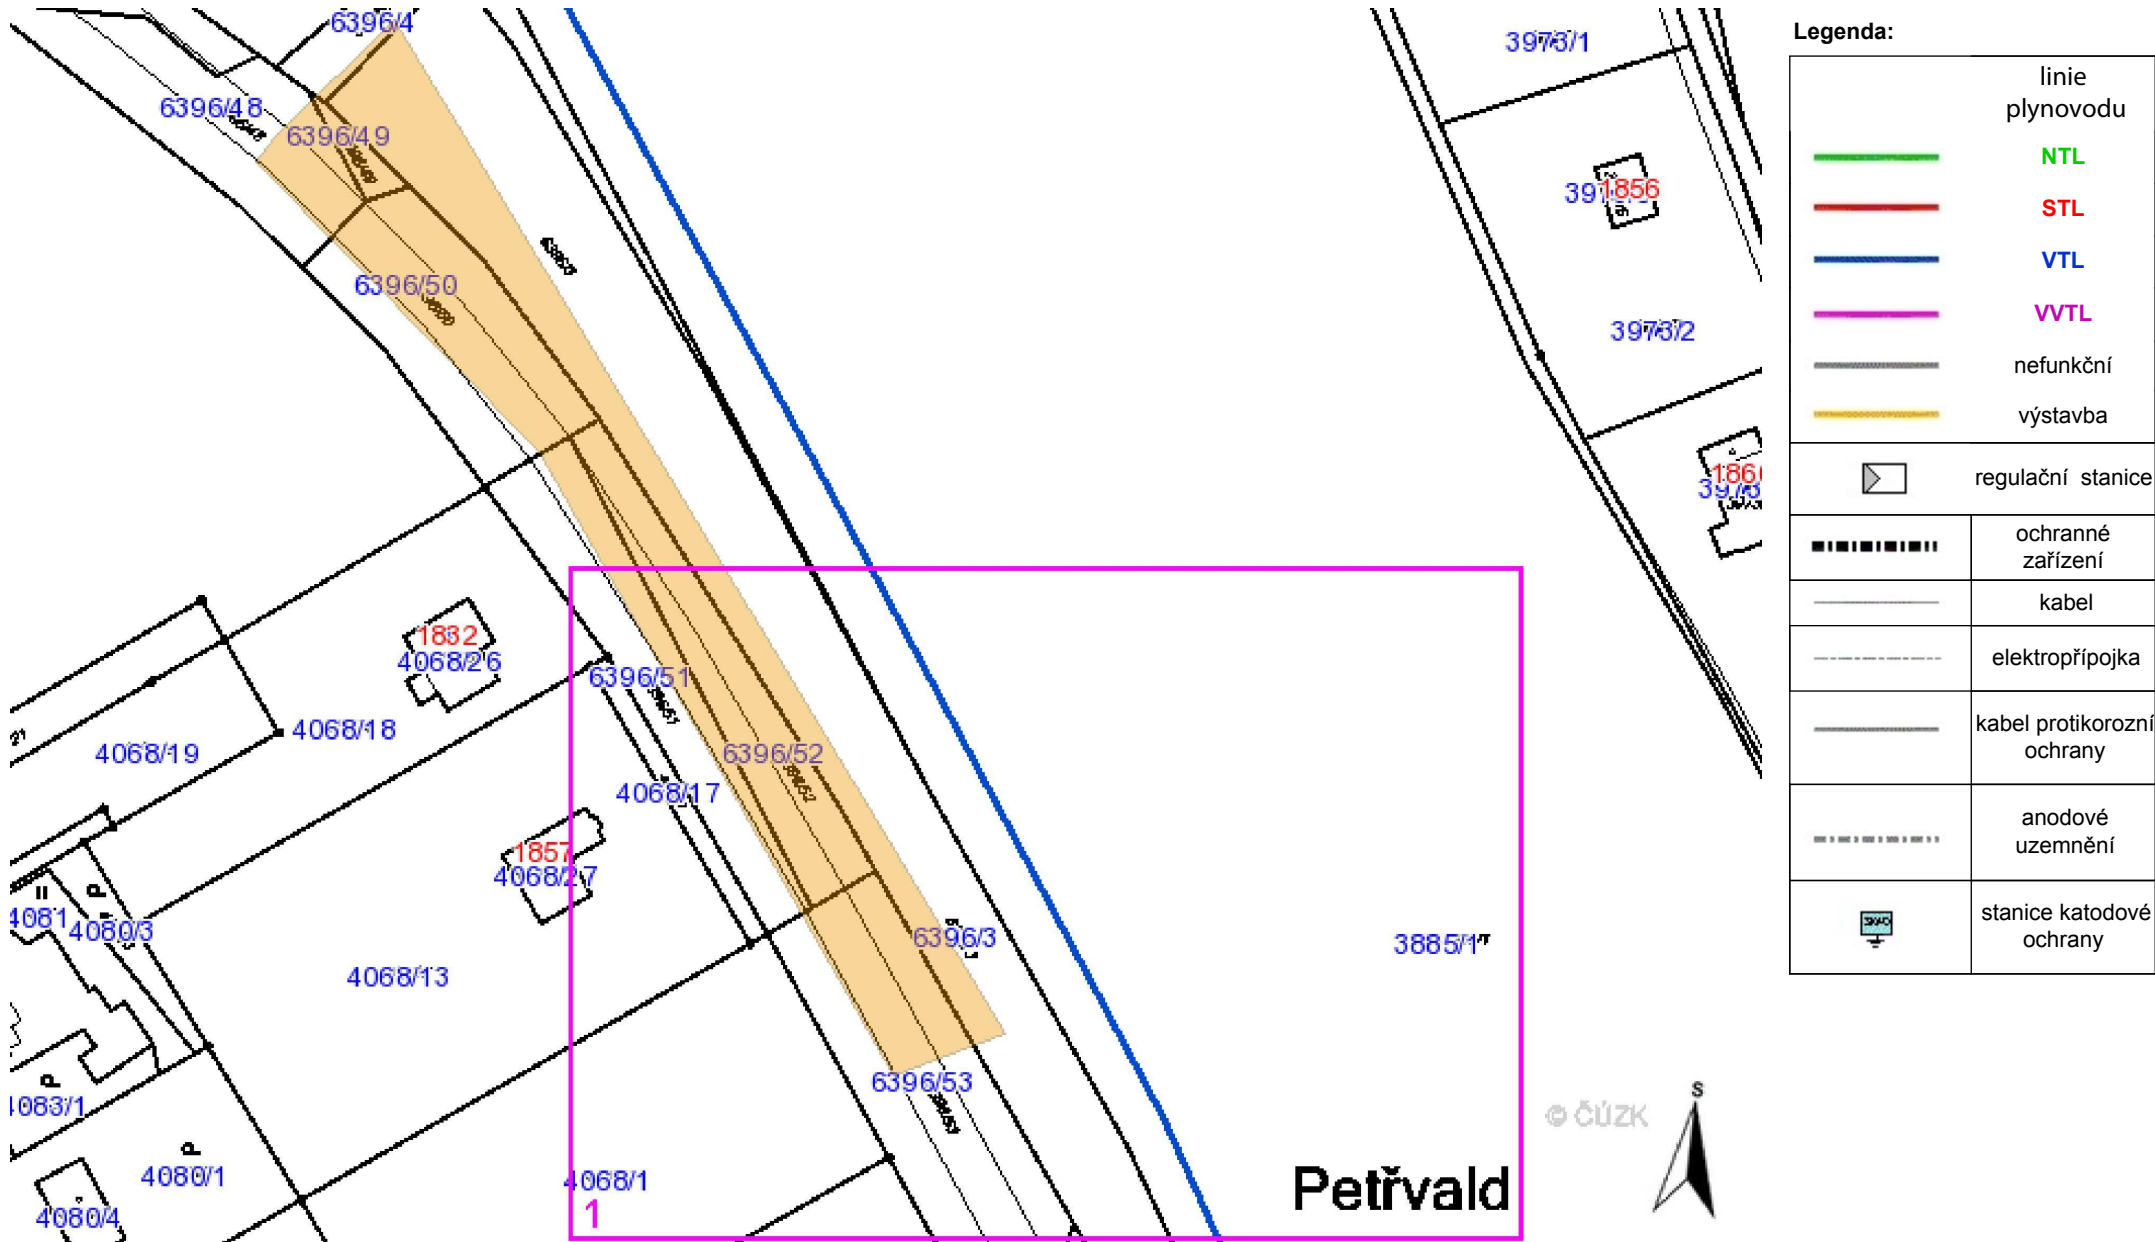 6396/4
3973/1
6396/48
6396/49
1856
6396/50
3973/2
1832
4068/26
6396/51
4068/18
4068/19
6396/52
4068/17
1857
4068/27
4081
4080/3
6396/3
3885/1
4068/13
6396/53
4083/1
4080/1
4068/1
4080/4
1
Petřvald
© ČÚZK
S
Legenda:
linie
plynovodu
NTL
STL
VTL
VVTL
nefunkční
výstavba
regulační stanice
ochranné
zařízení
kabel
elektropřípojka
kabel protikorozní
ochrany
anodové
uzemnění
stanice katodové
ochrany